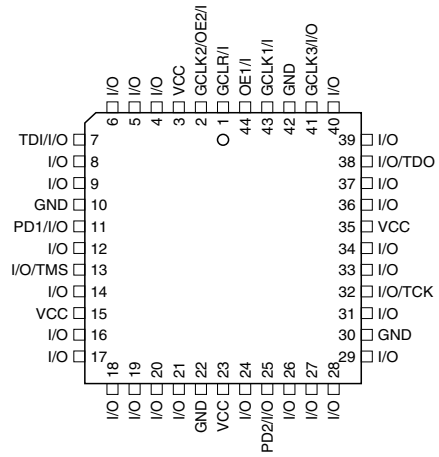 I/O
I/O
I/O
VCC
GCLK2/OE2/I
GCLR/I
OE1/I
GCLK1/I
GND
GCLK3/I/O
I/O
6
5
4
3
2
1
44
43
42
41
40
TDI/I/O 7
I/O 8
I/O 9
GND 10
PD1/I/O 11
I/O 12
I/O/TMS 13
I/O 14
VCC 15
I/O 16
I/O 17
39 I/O
38 I/O/TDO
37 I/O
36 I/O
35 VCC
34 I/O
33 I/O
32 I/O/TCK
31 I/O
30 GND
29 I/O
18
19
20
21
22
23
24
25
26
27
28
I/O
I/O
I/O
I/O
GND
VCC
I/O
PD2/I/O
I/O
I/O
I/O